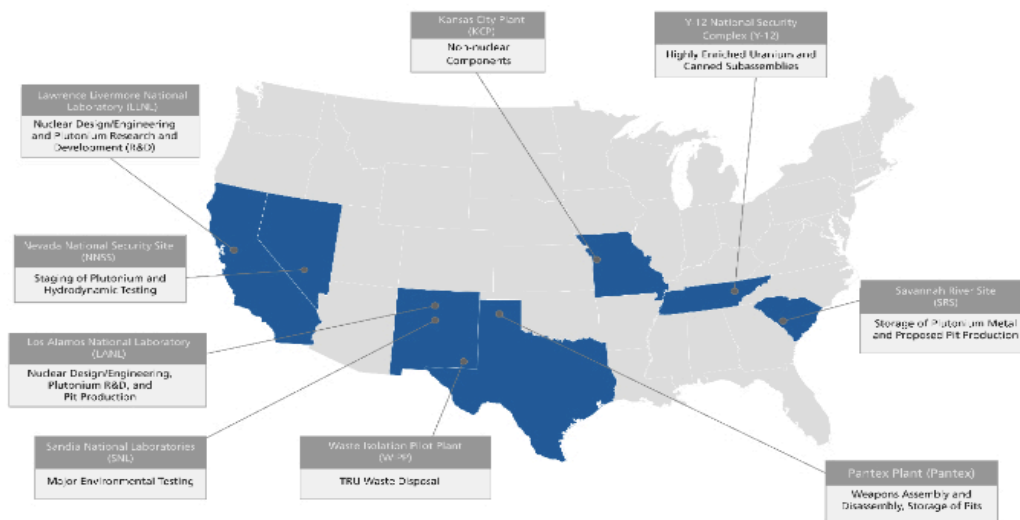 Kansas City Plant
(KCP)
Non-nuclear
Components
Y-12 National Security
Complex (Y-12)
Highly Enriched Uranium and
Canned Subassemblies
Lawrence Livermore National
Laboratory (LLNL)
Nuclear Design/Engineering
and Plutonium Research and
Development (R&D)
Nevada National Security Site
(NNSS)
Staging of Plutonium and
Hydrodynamic Testing
Savannah River Site
(SRS)
Storage of Plutonium Metal
and Proposed Pit Production
Los Alamos National Laboratory
(LANL)
Nuclear Design/Engineering,
Plutonium R&D, and
Pit Production
Sandia National Laboratories
(SNL)
Major Environmental Testing
Waste Isolation Pilot Plant
(WIPP)
TRU Waste Disposal
Pantex Plant (Pantex)
Weapons Assembly and
Disassembly, Storage of Pits